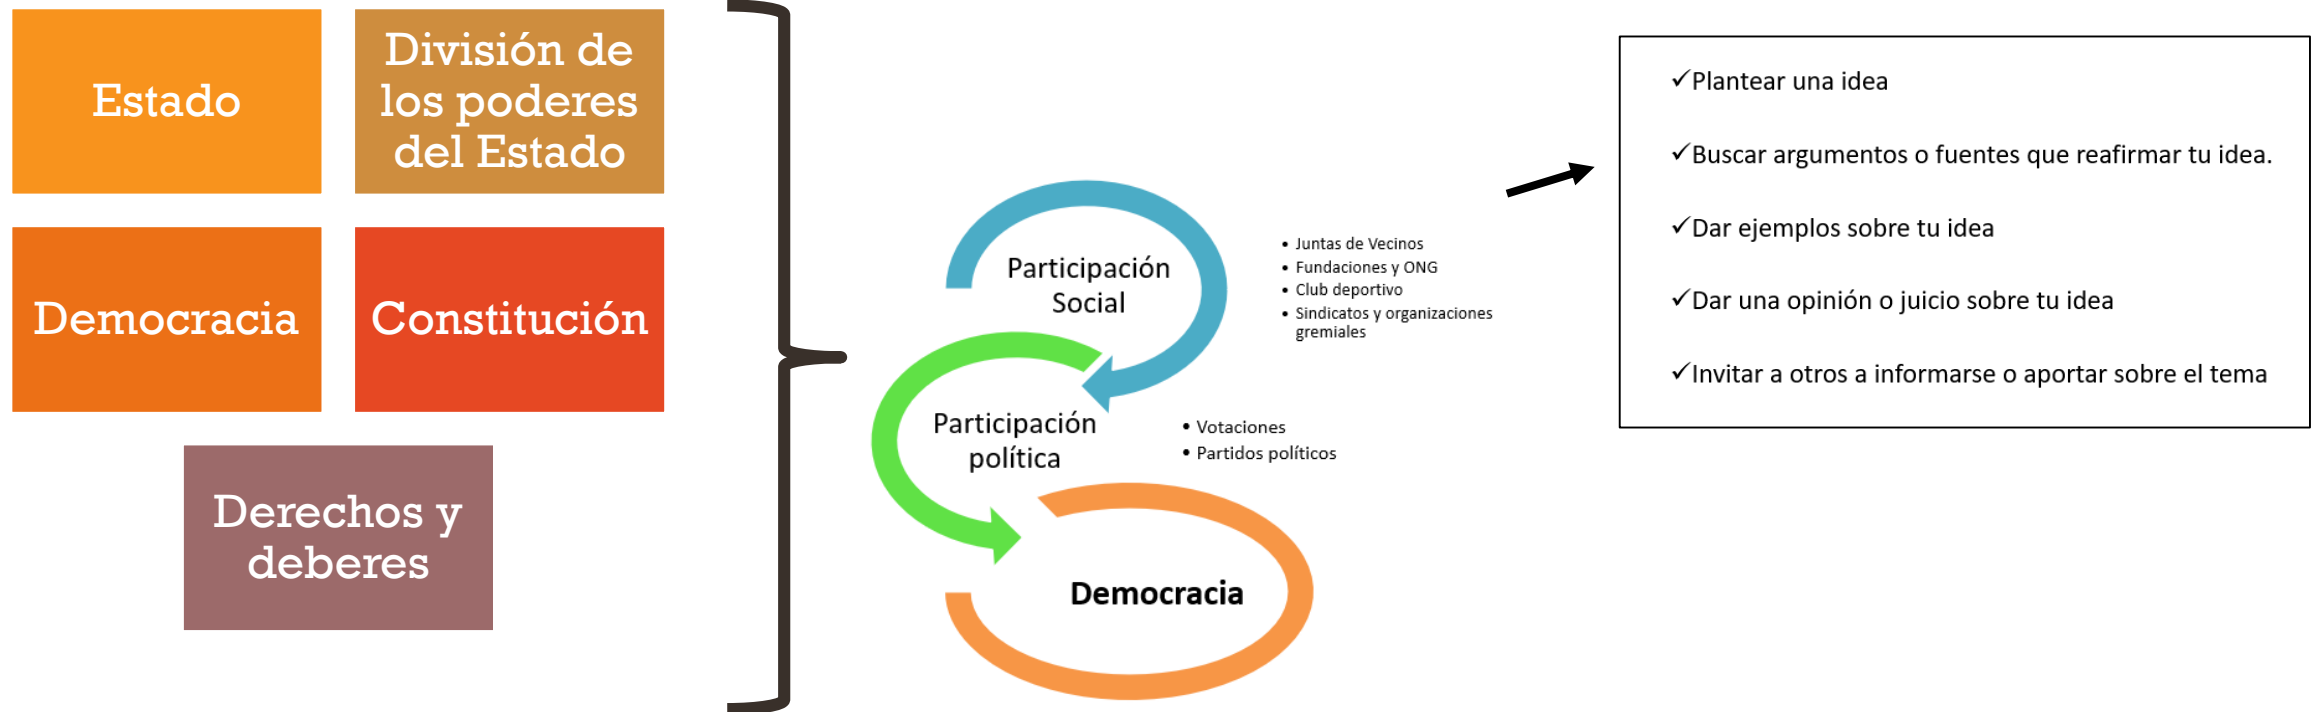 Estado
División de
los poderes
del Estado
Democracia
Constitución
Derechos y
deberes
Participación
Social
• Juntas de Vecinos
• Fundaciones y ONG
• Club deportivo
• Sindicatos y organizaciones
gremiales
Participación
política
• Votaciones
• Partidos políticos
Democracia
✓Plantear una idea
✓Buscar argumentos o fuentes que reafirmar tu idea.
✓Dar ejemplos sobre tu idea
✓Dar una opinión o juicio sobre tu idea
✓Invitar a otros a informarse o aportar sobre el tema